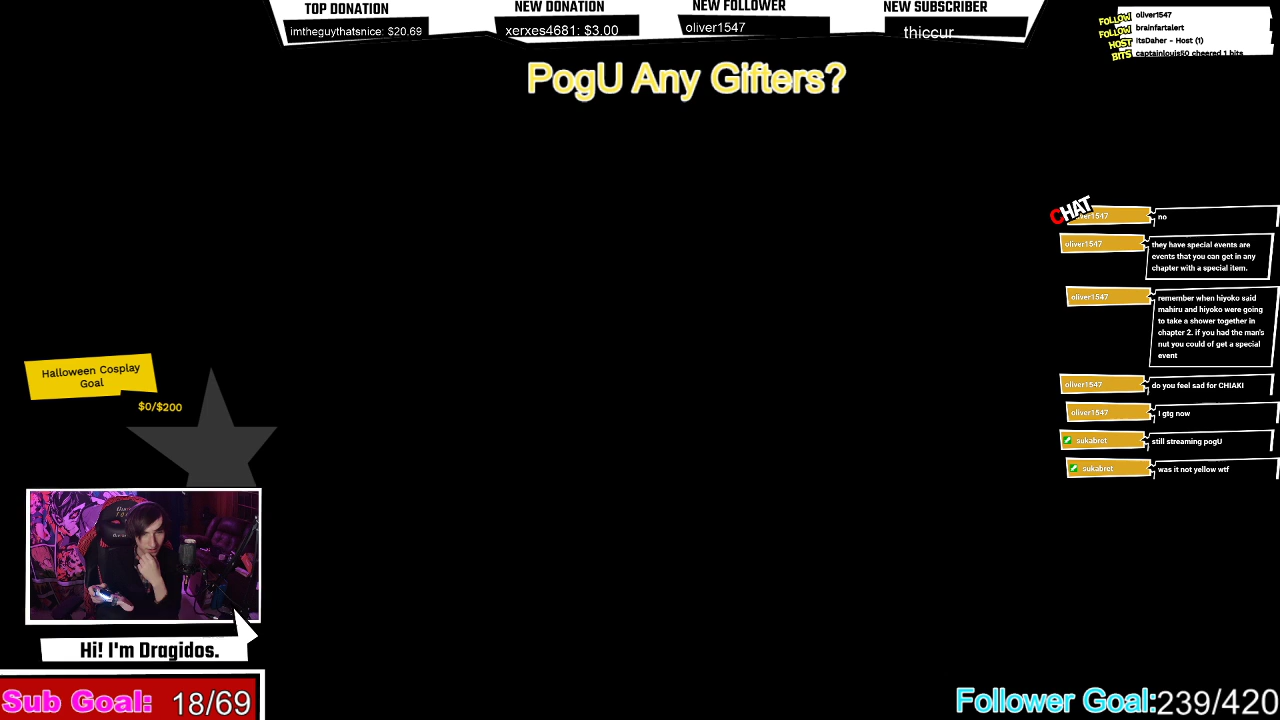 TOP DONATION
imtheguythatsnice: $20.69
NEW DONATION
xerxes4681: $3.00
NEW FOLLOWER
oliver1547
NEW SUBSCRIBER
thiccur
FOLLOW oliver1547
FOLLOW brainfartalert
HOST ItsDaher - Host (1)
BITS captainlouis50 cheered 1 bits
PogU Any Gifters?
CHAT
no
oliver1547
they have special events are
events that you can get in any
chapter with a special item.
oliver1547
remember when hiyoko said
mahiru and hiyoko were going
to take a shower together in
chapter 2. if you had the man's
nut you could of get a special
event
oliver1547
do you feel sad for CHIAKI
oliver1547
I gtg now
sukabret
still streaming pogU
sukabret
was it not yellow wtf
Halloween Cosplay
Goal
$0/$200
Hi! I'm Dragidos.
Sub Goal: 18/69
Follower Goal:239/420